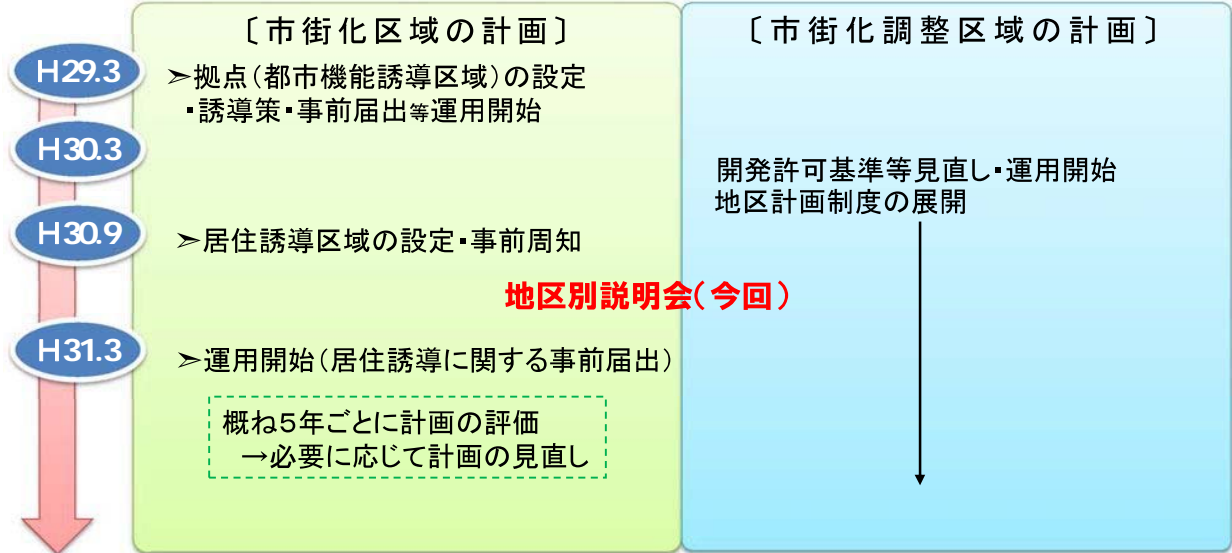 〔市街化区域の計画〕
〔市街化調整区域の計画〕
H29.3
➣拠点(都市機能誘導区域)の設定
・誘導策・事前届出等運用開始
H30.3
開発許可基準等見直し・運用開始
地区計画制度の展開
H30.9
➣居住誘導区域の設定・事前周知
地区別説明会(今回)
H31.3
➣運用開始(居住誘導に関する事前届出)
概ね5年ごとに計画の評価
→必要に応じて計画の見直し